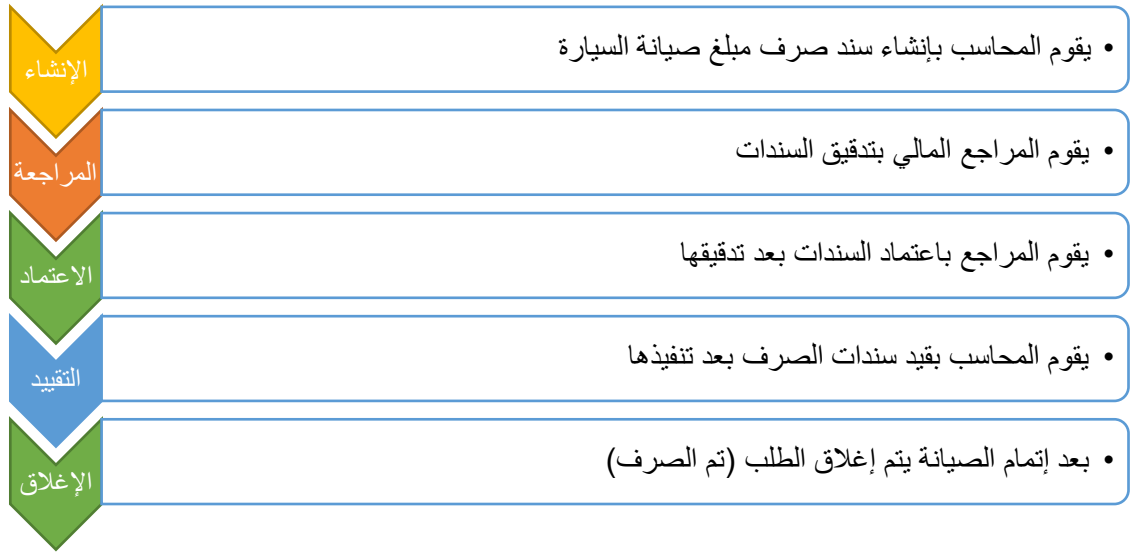 الإنشاء
• يقوم المحاسب بإنشاء سند صرف مبلغ صيانة السيارة
المراجعة
• يقوم المراجع المالي بتدقيق السندات
الاعتماد
• يقوم المراجع باعتماد السندات بعد تدقيقها
التقييد
• يقوم المحاسب بقيد سندات الصرف بعد تنفيذها
الإغلاق
• بعد إتمام الصيانة يتم إغلاق الطلب (تم الصرف)